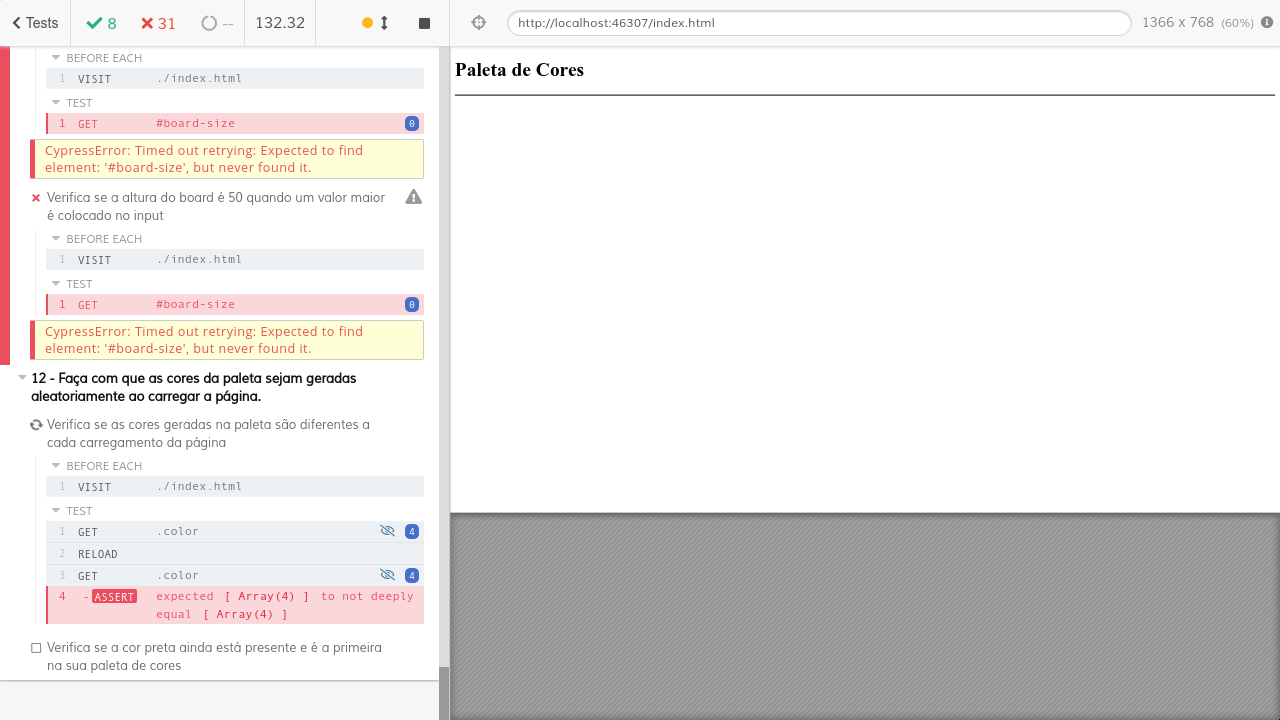 Tests 8 31 -- 132.32 http://localhost:46307/index.html 1366 x 768 (60%)
BEFORE EACH
1 VISIT ./index.html
TEST
1 GET #board-size 0
CypressError: Timed out retrying: Expected to find
element: '#board-size', but never found it.
Verifica se a altura do board é 50 quando um valor maior
é colocado no input
BEFORE EACH
1 VISIT ./index.html
TEST
1 GET #board-size 0
CypressError: Timed out retrying: Expected to find
element: '#board-size', but never found it.
12 - Faça com que as cores da paleta sejam geradas
aleatoriamente ao carregar a página.
Verifica se as cores geradas na paleta são diferentes a
cada carregamento da página
BEFORE EACH
1 VISIT ./index.html
TEST
1 GET .color 4
2 RELOAD
3 GET .color 4
4 -ASSERT expected [ Array(4) ] to not deeply
equal [ Array(4) ]
Verifica se a cor preta ainda está presente e é a primeira
na sua paleta de cores
Paleta de Cores